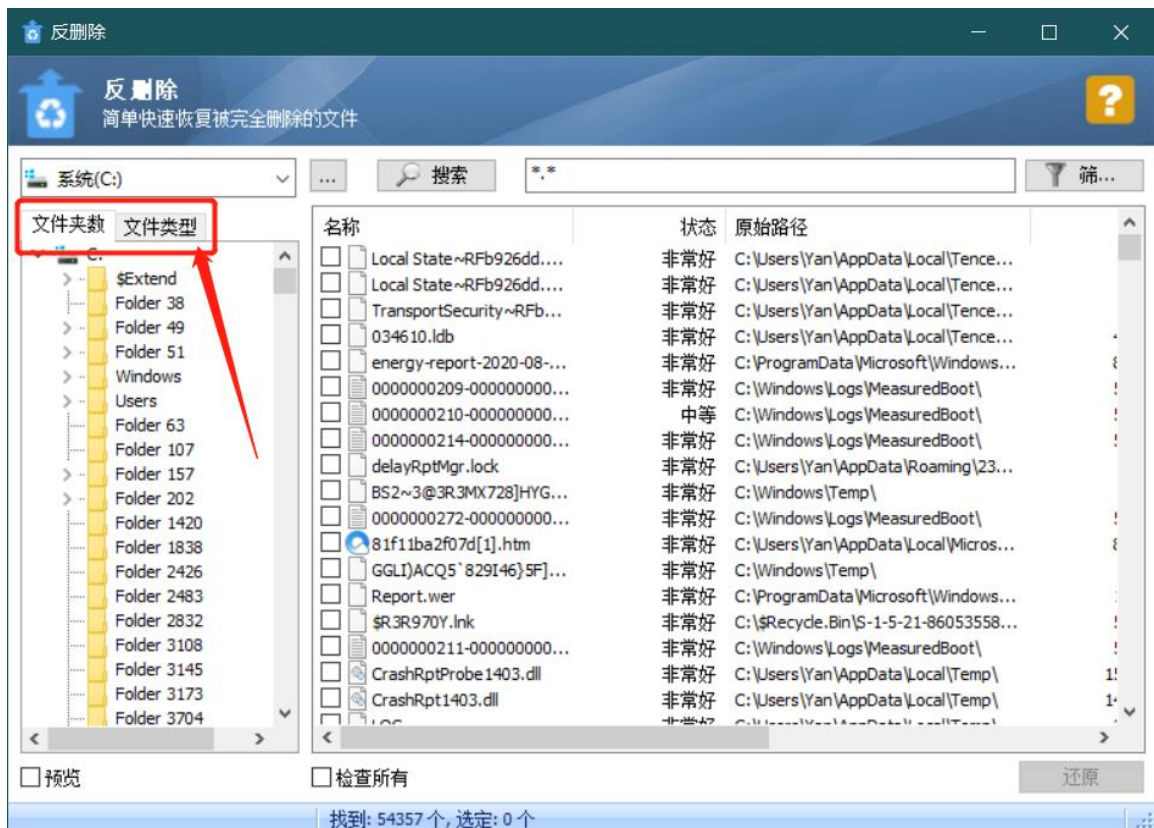 反删除
反删除
简单快速恢复被完全删除的文件
系统(C:)
...
搜索
*.*
筛...
文件夹数 文件类型
C:
$Extend
Folder 38
Folder 49
Folder 51
Windows
Users
Folder 63
Folder 107
Folder 157
Folder 202
Folder 1420
Folder 1838
Folder 2426
Folder 2483
Folder 2832
Folder 3108
Folder 3145
Folder 3173
Folder 3704
名称 状态 原始路径
Local State~RFb926dd.... 非常好 C:\Users\Yan\AppData\Local\Tence...
Local State~RFb926dd.... 非常好 C:\Users\Yan\AppData\Local\Tence...
TransportSecurity~RFb... 非常好 C:\Users\Yan\AppData\Local\Tence...
034610.ldb 非常好 C:\Users\Yan\AppData\Local\Tence...
energy-report-2020-08-... 非常好 C:\ProgramData\Microsoft\Windows...
0000000209-000000000... 非常好 C:\Windows\Logs\MeasuredBoot\
0000000210-000000000... 中等 C:\Windows\Logs\MeasuredBoot\
0000000214-000000000... 非常好 C:\Windows\Logs\MeasuredBoot\
delayRptMgr.lock 非常好 C:\Users\Yan\AppData\Roaming\23...
BS2~3@3R3MX728]HYG... 非常好 C:\Windows\Temp\
0000000272-000000000... 非常好 C:\Windows\Logs\MeasuredBoot\
81f11ba2f07d[1].htm 非常好 C:\Users\Yan\AppData\Local\Micros...
GGLI)ACQ5`829I46}5F]... 非常好 C:\Windows\Temp\
Report.wer 非常好 C:\ProgramData\Microsoft\Windows...
$R3R970Y.lnk 非常好 C:\$Recycle.Bin\S-1-5-21-86053558...
0000000211-000000000... 非常好 C:\Windows\Logs\MeasuredBoot\
CrashRptProbe1403.dll 非常好 C:\Users\Yan\AppData\Local\Temp\
CrashRpt1403.dll 非常好 C:\Users\Yan\AppData\Local\Temp\
预览
检查所有
还原
找到: 54357 个, 选定: 0 个